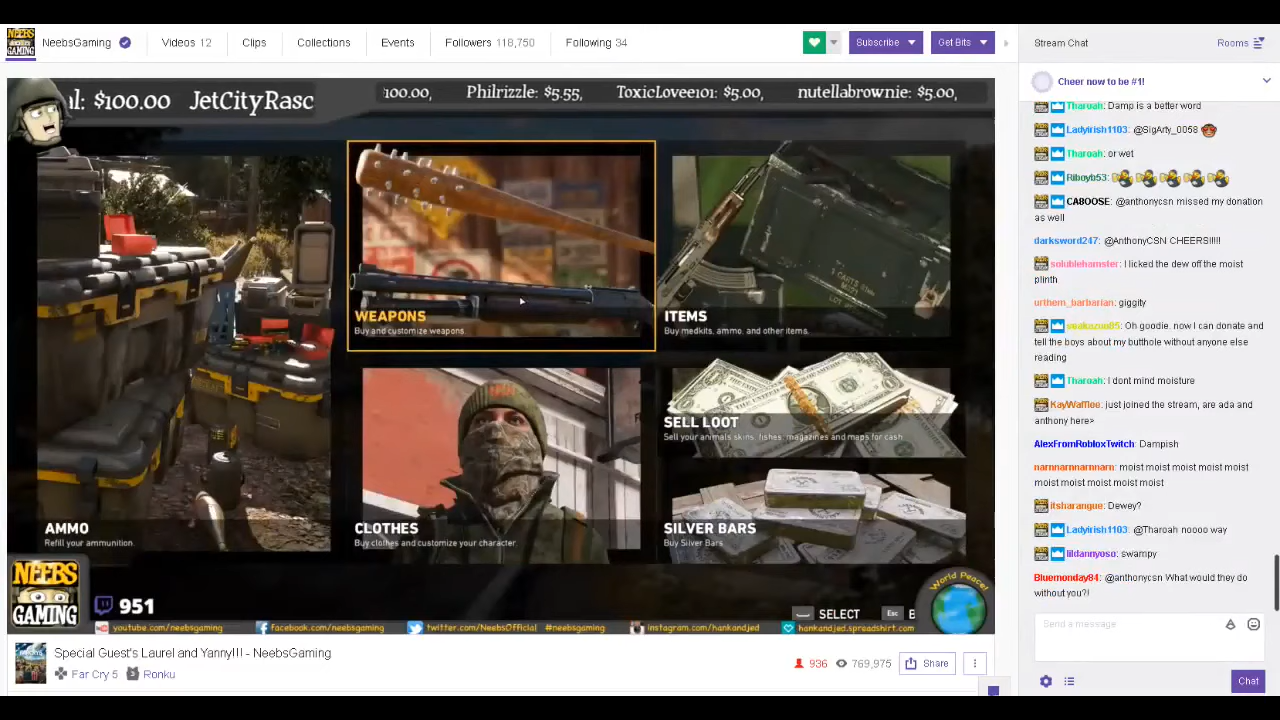 NeebsGaming Videos 12 Clips Collections Events Followers 118,750 Following 34 Subscribe Get Bits
al: $100.00 JetCityRasc
100.00, Philrizzle: $5.55, ToxicLovee101: $5.00, nutellabrownie: $5.00,
WEAPONS
Buy and customize weapons.
ITEMS
Buy medkits, ammo, and other items.
SELL LOOT
Sell your animals skins, fishes, magazines and maps for cash.
AMMO
Refill your ammunition.
CLOTHES
Buy clothes and customize your character.
SILVER BARS
Buy Silver Bars
NEEBS
GAMING
951
World Peace!
SELECT Esc B
youtube.com/neebsgaming facebook.com/neebsgaming twitter.com/NeebsOfficial #neebsgaming instagram.com/hankandjed hankandjed.spreadshirt.com
Special Guest's Laurel and Yanny!!! - NeebsGaming
936 769,975 Share
Far Cry 5 Ronku
Stream Chat Rooms
Cheer now to be #1!
Tharoah: Damp is a better word
Ladyirish1103: @SigArty_0058
Tharoah: or wet
Riboyb53:
CA8OOSE: @anthonycsn missed my donation
as well
darksword247: @AnthonyCSN CHEERS!!!!!
solublehamster: I licked the dew off the moist
plinth
urthem_barbarian: giggity
Oh goodie. now I can donate and
tell the boys about my butthole without anyone else
reading
Tharoah: I dont mind moisture
KayWafflee: just joined the stream, are ada and
anthony here>
AlexFromRobloxTwitch: Dampish
narnnarnnarnnarn: moist moist moist moist moist
moist moist moist moist moist
itsharangue: Dewey?
Ladyirish1103: @Tharoah noooo way
lildannyoso: swampy
Bluemonday84: @anthonycsn What would they do
without you?!
Send a message
Chat